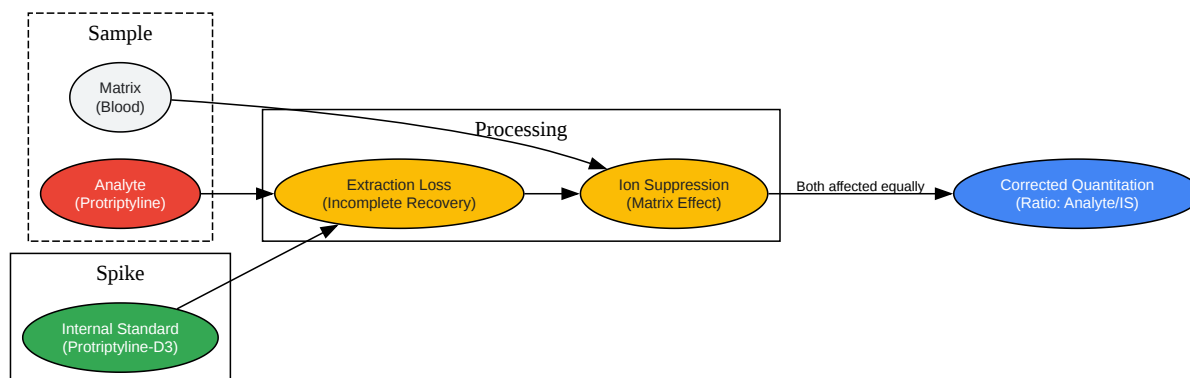 Sample
Matrix
(Blood)
Processing
Analyte
(Protriptyline)
Extraction Loss
(Incomplete Recovery)
Ion Suppression
(Matrix Effect)
Both affected equally
Corrected Quantitation
(Ratio: Analyte/IS)
Spike
Internal Standard
(Protriptyline-D3)